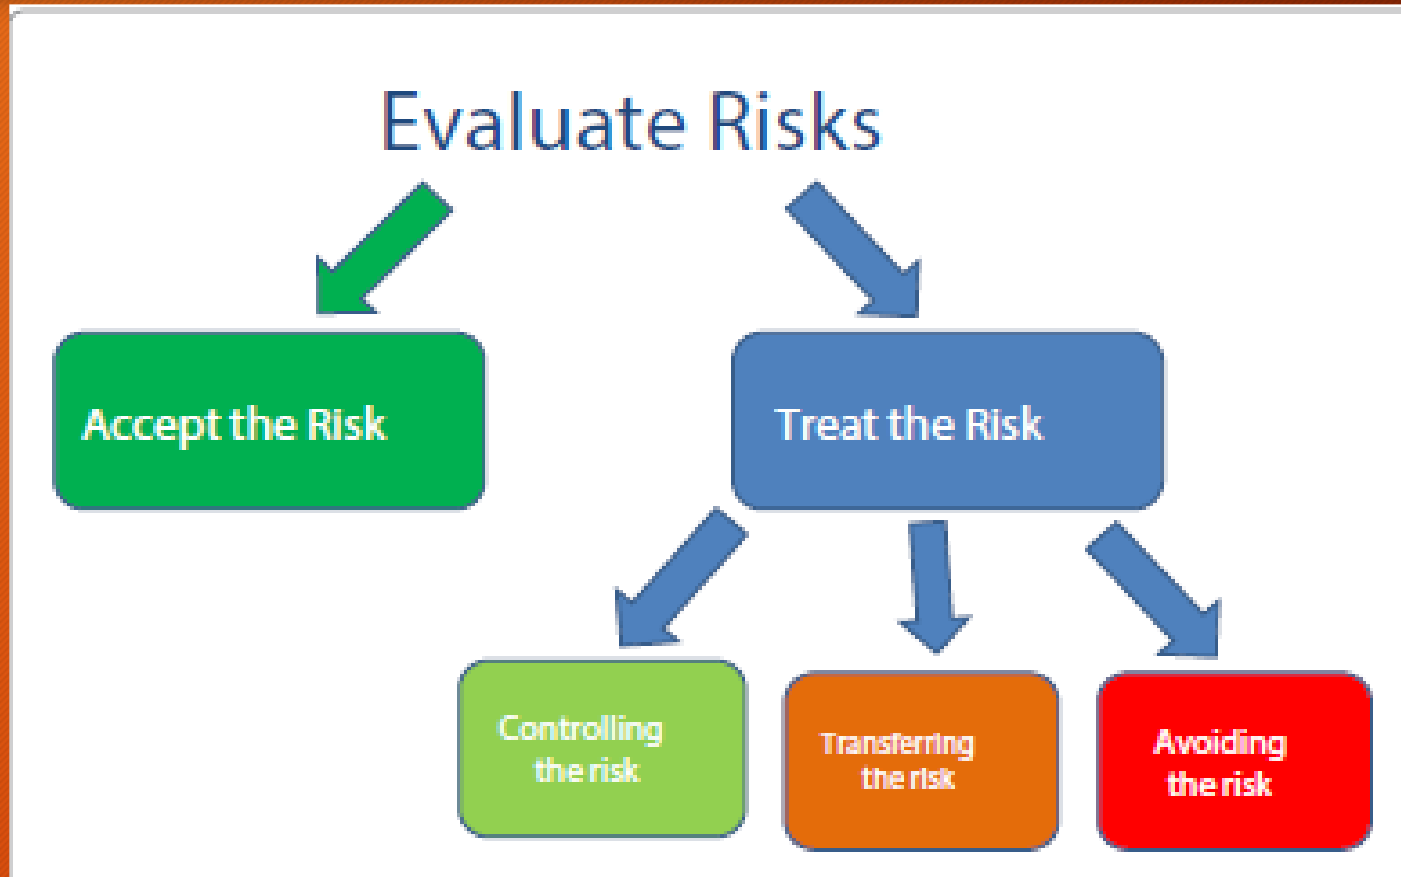 Evaluate Risks
Accept the Risk
Treat the Risk
Controlling
the risk
Transferring
the risk
Avoiding
the risk